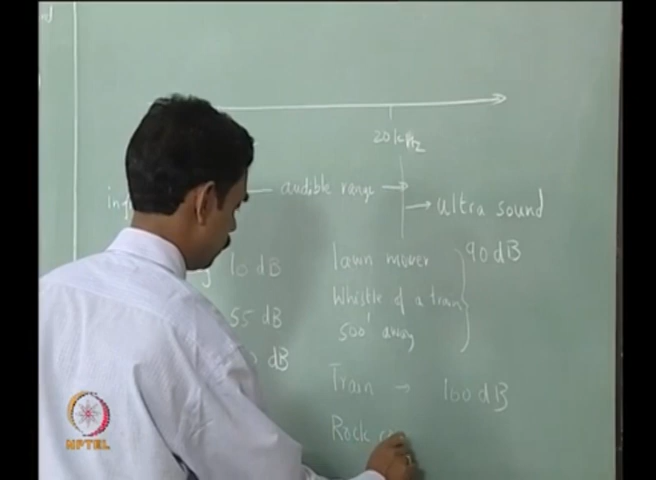 20 kHz
audible range
ultra sound
10 dB
lawn mover
90 dB
Whistle of a train
55 dB
500' away
dB
Train → 100 dB
Rock
NPTEL